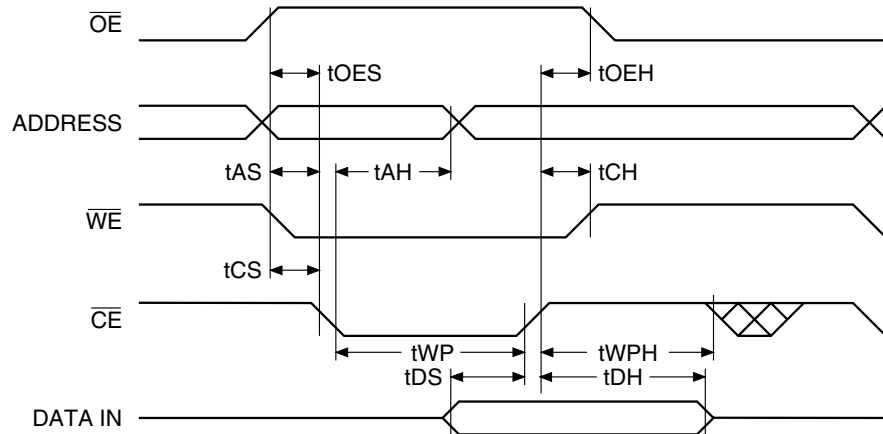 OE
tOES tOEH
ADDRESS
tAS tAH tCH
WE
tCS
CE
tWP tWPH
tDS tDH
DATA IN